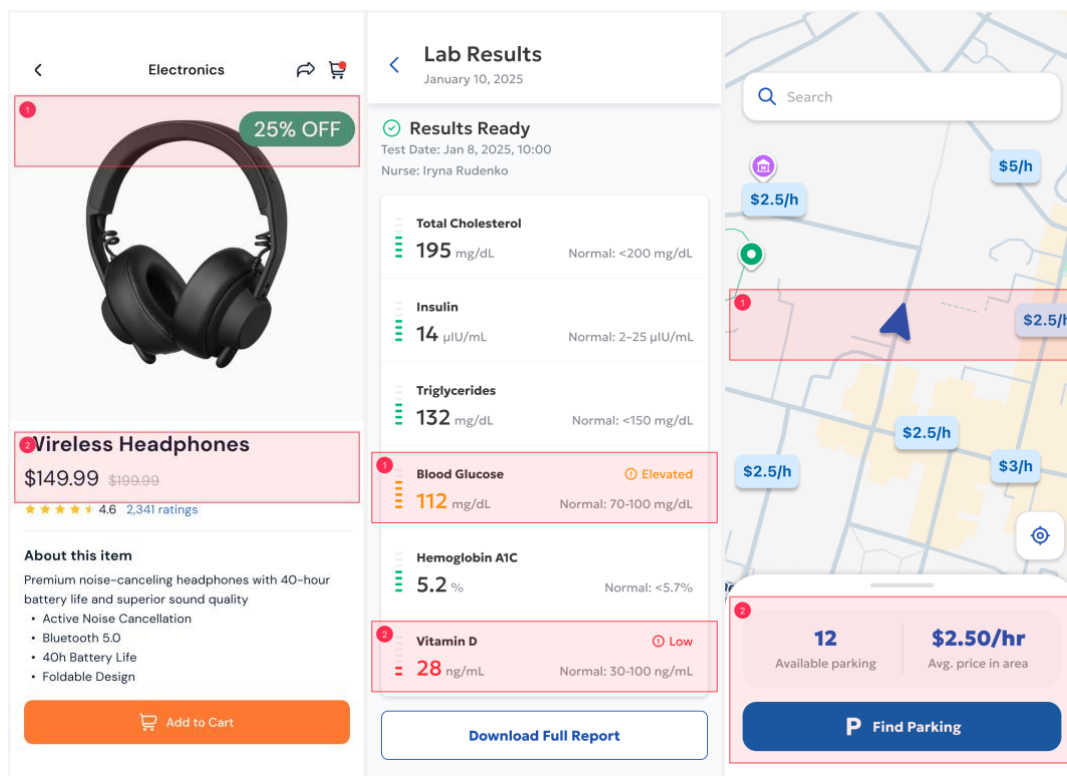 Electronics
1
25% OFF
2
Wireless Headphones
$149.99 $199.99
4.6 2,341 ratings
About this item
Premium noise-canceling headphones with 40-hour
battery life and superior sound quality
• Active Noise Cancellation
• Bluetooth 5.0
• 40h Battery Life
• Foldable Design
Add to Cart
Lab Results
January 10, 2025
Results Ready
Test Date: Jan 8, 2025, 10:00
Nurse: Iryna Rudenko
Total Cholesterol
195 mg/dL Normal: <200 mg/dL
Insulin
14 µIU/mL Normal: 2–25 µIU/mL
Triglycerides
132 mg/dL Normal: <150 mg/dL
1
Blood Glucose Elevated
112 mg/dL Normal: 70-100 mg/dL
Hemoglobin A1C
5.2 % Normal: <5.7%
2
Vitamin D Low
28 ng/mL Normal: 30-100 ng/mL
Download Full Report
Search
$5/h
$2.5/h
1
$2.5/h
$2.5/h
$2.5/h
$3/h
2
12 $2.50/hr
Available parking Avg. price in area
P Find Parking